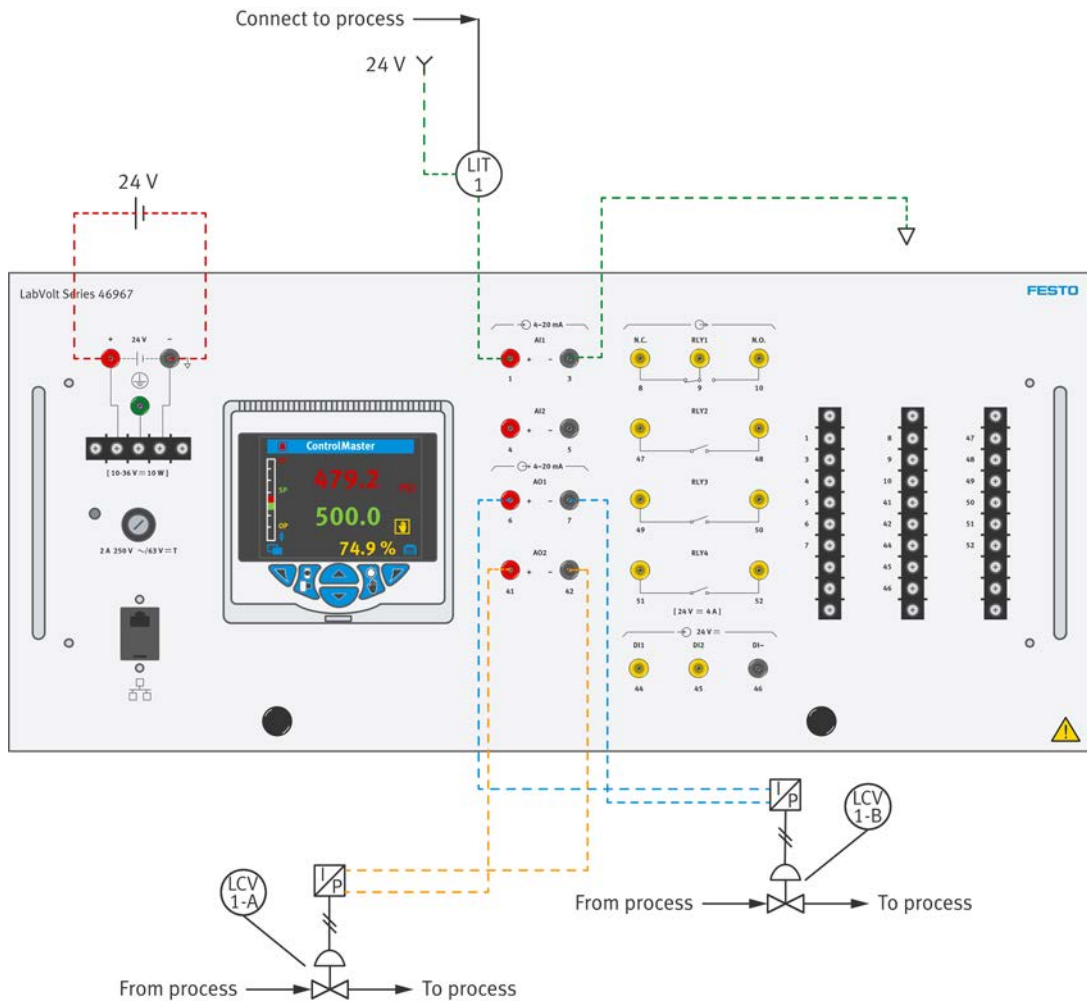 Connect to process
24 V
LIT
1
24 V
LabVolt Series 46967
FESTO
+ 24 V –
[ 10-36 V ⎓ 10 W ]
2 A 250 V ∼/63 V ⎓ T
ControlMaster
SP
479.2
500.0
OP
74.9 %
4–20 mA
AI1
+ –
1 3
AI2
+ –
4 5
4–20 mA
AO1
+ –
6 7
AO2
+ –
41 42
N.C. RLY1 N.O.
8 9 10
RLY2
47 48
RLY3
49 50
RLY4
51 52
[ 24 V ⎓ 4 A ]
24 V ⎓
DI1 DI2 DI–
44 45 46
1
3
4
5
6
7
8
9
10
41
42
44
45
46
47
48
49
50
51
52
I
P
LCV
1-B
From process
To process
I
P
LCV
1-A
From process
To process